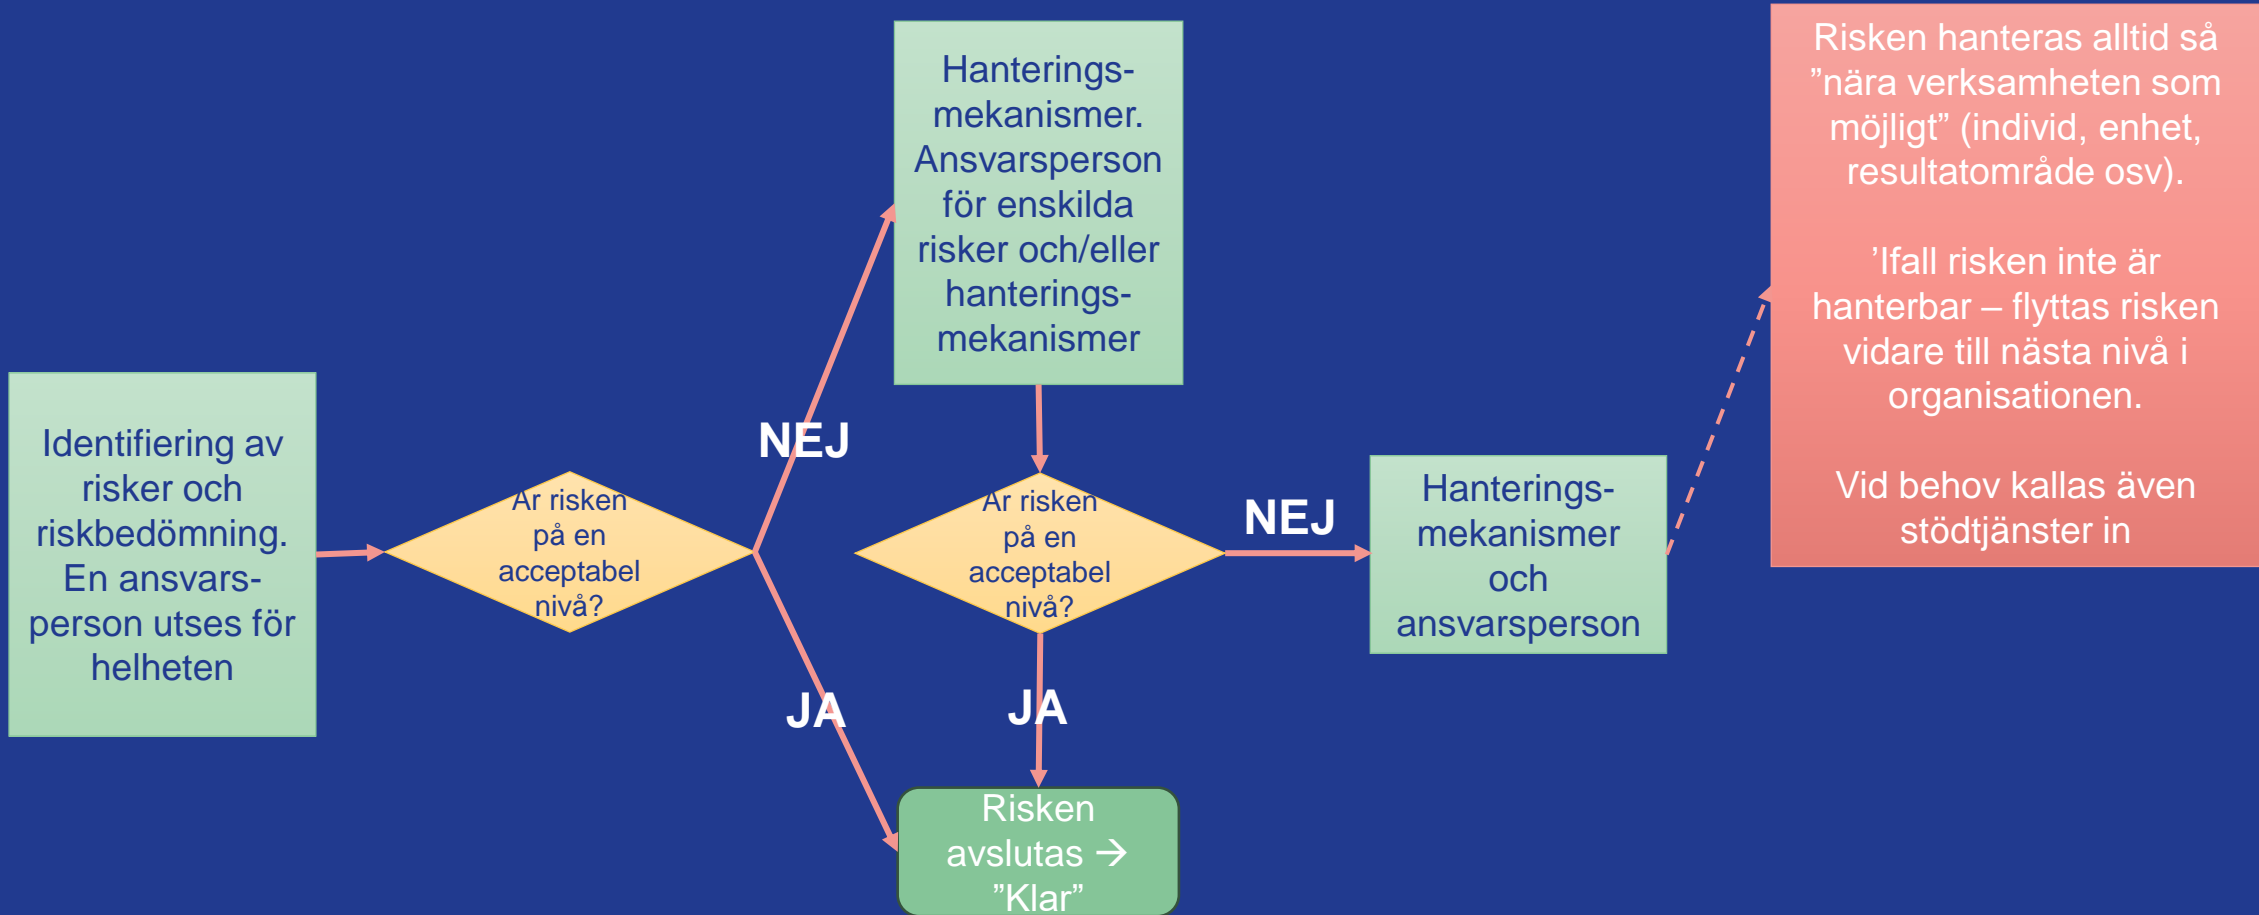 Identifiering av
risker och
riskbedömning.
En ansvars-
person utses för
helheten
Är risken
på en
acceptabel
nivå?
NEJ
JA
Hanterings-
mekanismer.
Ansvarsperson
för enskilda
risker och/eller
hanterings-
mekanismer
Är risken
på en
acceptabel
nivå?
NEJ
JA
Risken
avslutas →
”Klar”
Hanterings-
mekanismer
och
ansvarsperson
Risken hanteras alltid så
”nära verksamheten som
möjligt” (individ, enhet,
resultatområde osv).
’Ifall risken inte är
hanterbar – flyttas risken
vidare till nästa nivå i
organisationen.
Vid behov kallas även
stödtjänster in